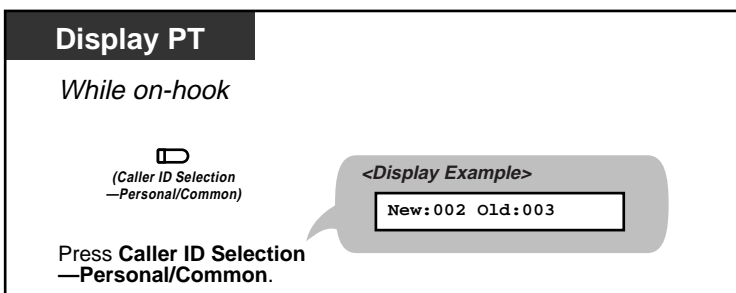 Display PT
While on-hook
(Caller ID Selection
—Personal/Common)
<Display Example>
New:002 Old:003
Press Caller ID Selection
—Personal/Common.